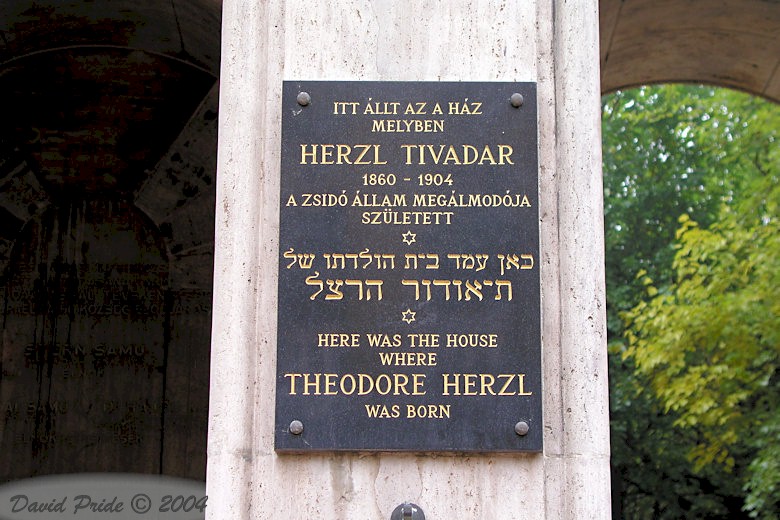 ITT ÁLLT AZ A HÁZ
MELYBEN
HERZL TIVADAR
1860 - 1904
A ZSIDÓ ÁLLAM MEGÁLMODÓJA
SZÜLETETT
כאן עמד בית הולדתו של
תיאודור הרצל
HERE WAS THE HOUSE
WHERE
THEODORE HERZL
WAS BORN
SAMU
David Pride © 2004